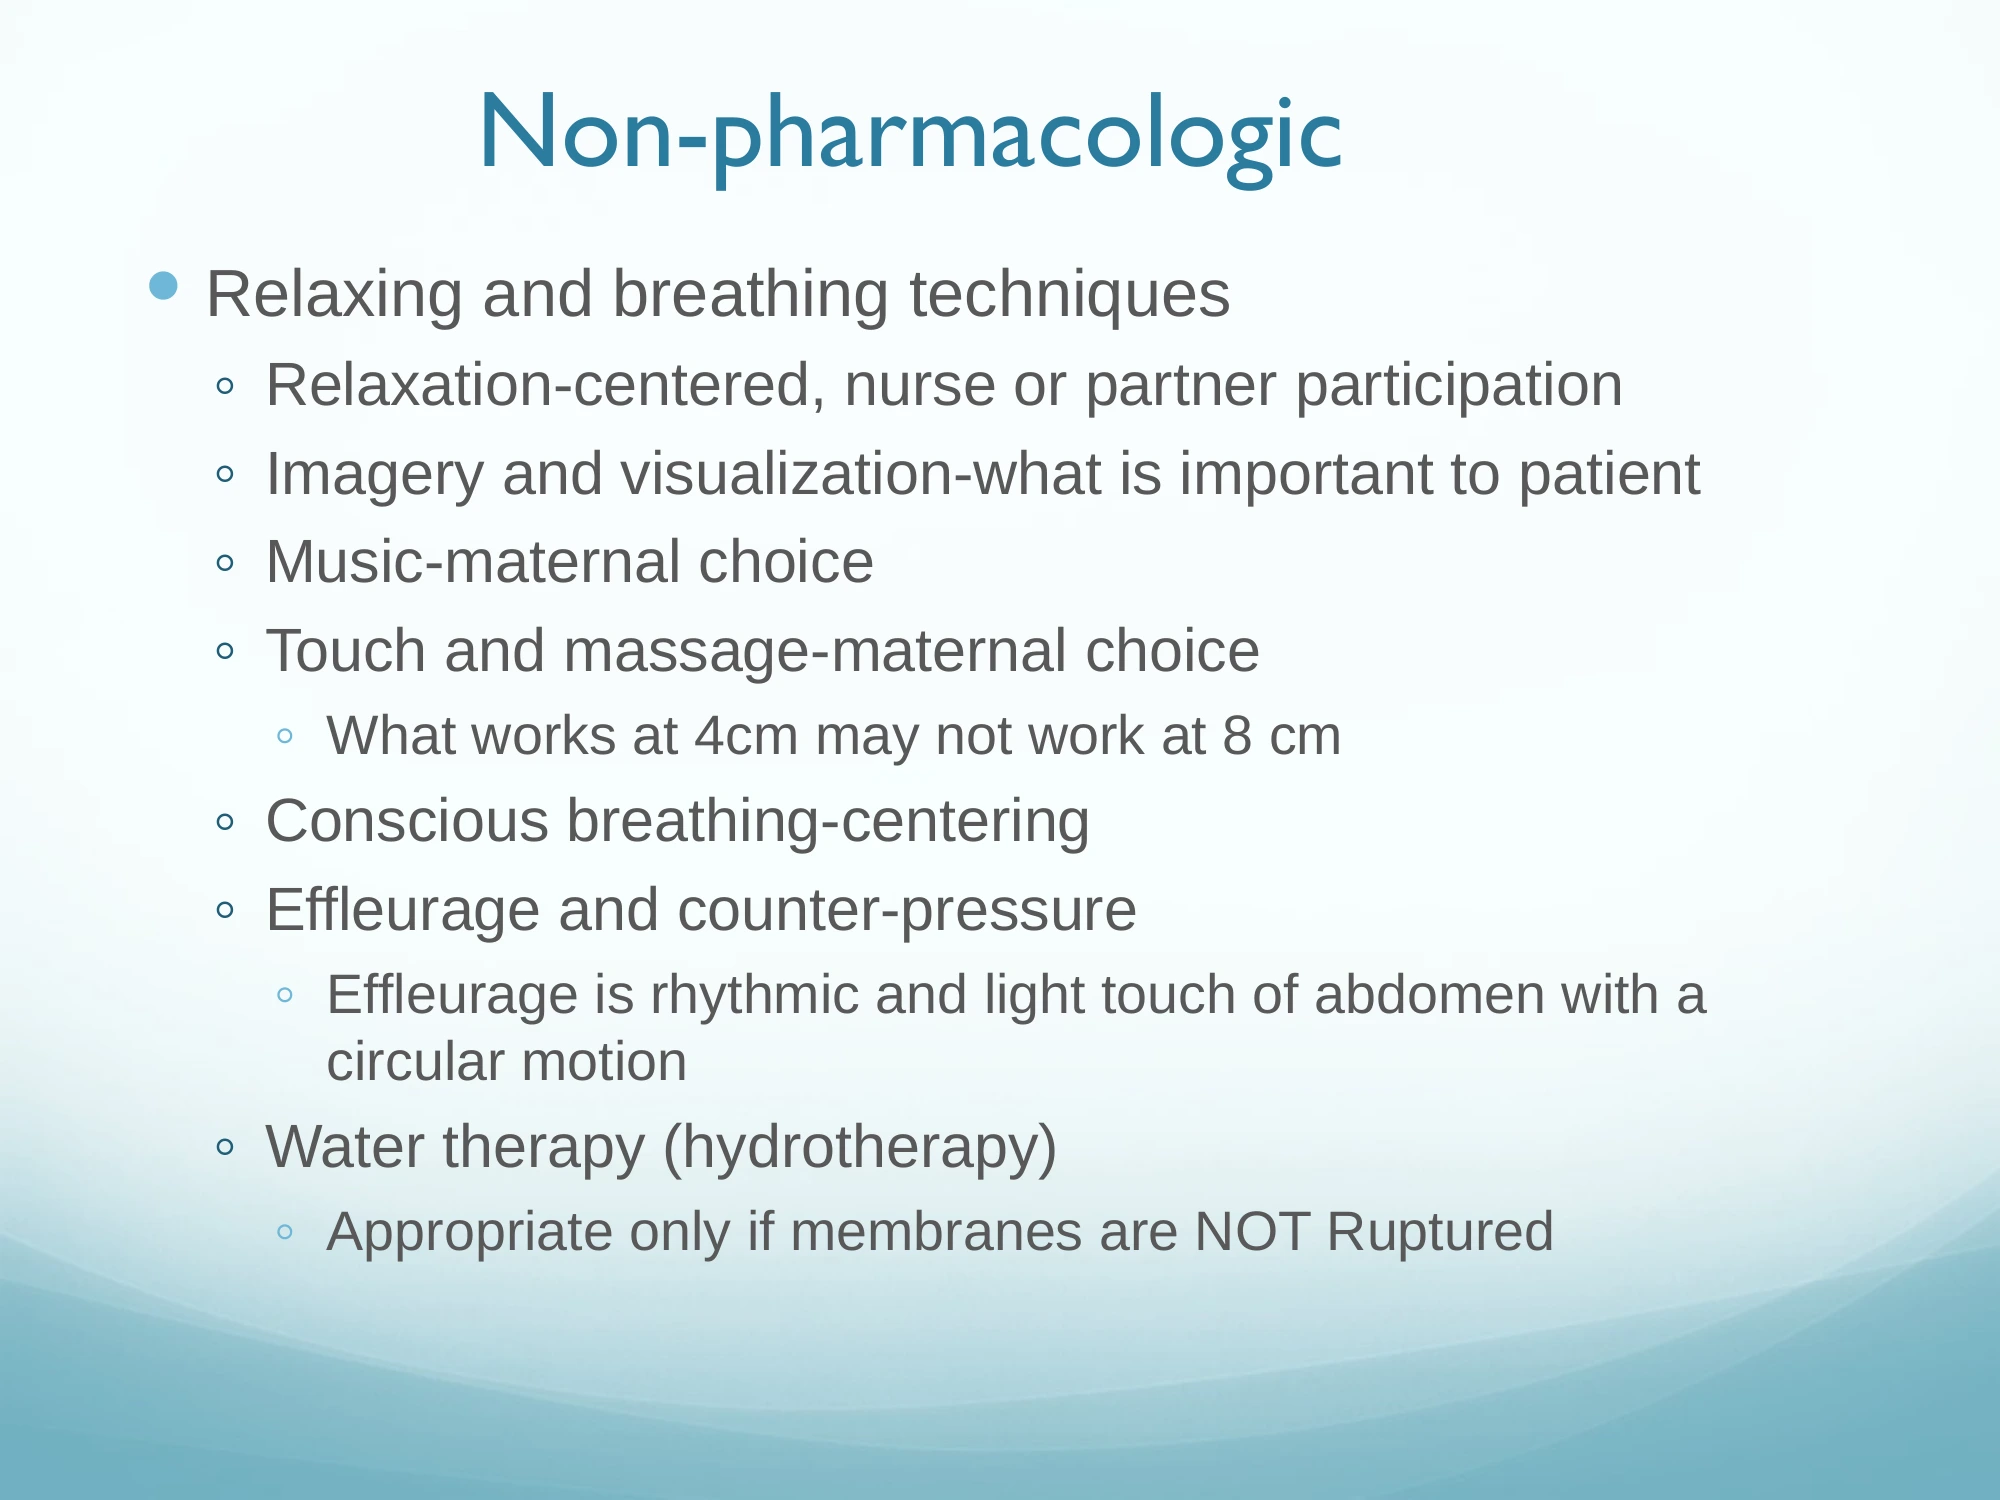 Non-pharmacologic
• Relaxing and breathing techniques
◦ Relaxation-centered, nurse or partner participation
◦ Imagery and visualization-what is important to patient
◦ Music-maternal choice
◦ Touch and massage-maternal choice
◦ What works at 4cm may not work at 8 cm
◦ Conscious breathing-centering
◦ Effleurage and counter-pressure
◦ Effleurage is rhythmic and light touch of abdomen with a
circular motion
◦ Water therapy (hydrotherapy)
◦ Appropriate only if membranes are NOT Ruptured